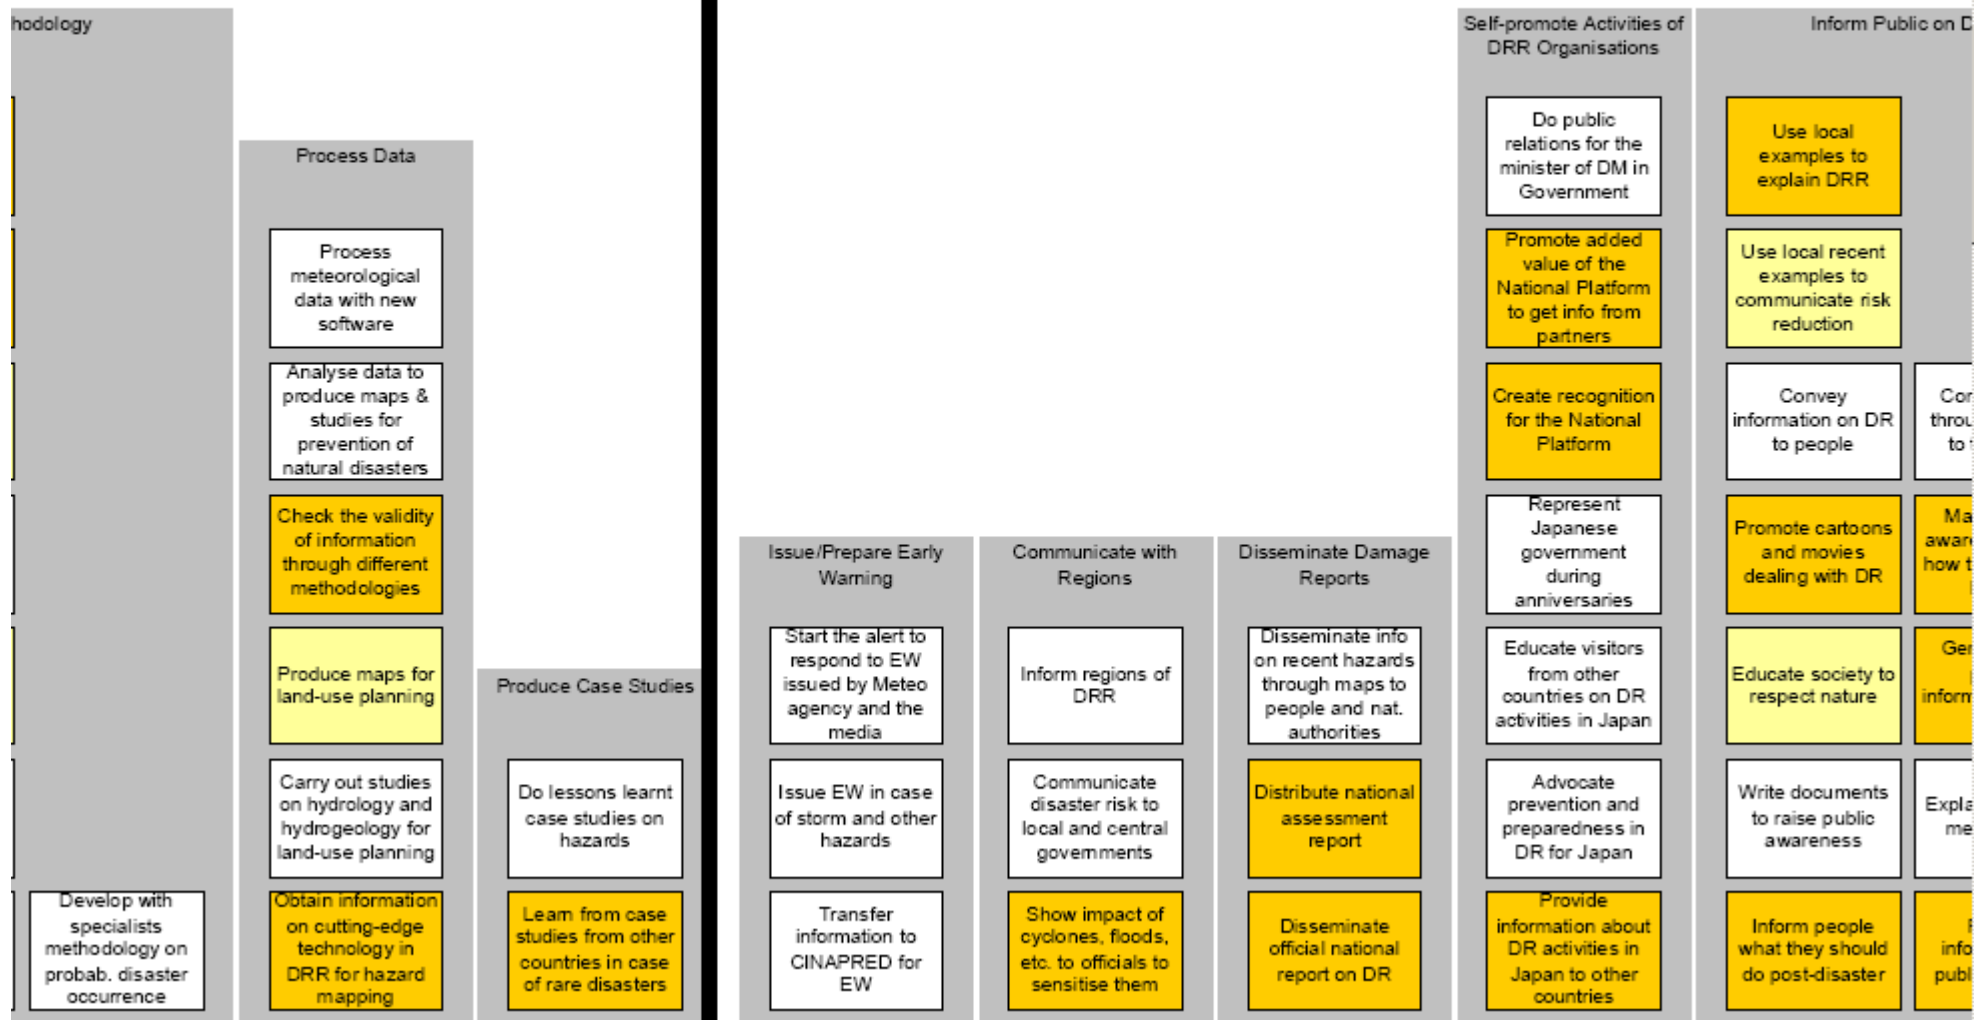 hodology
Process Data
Process
meteorological
data with new
software
Analyse data to
produce maps &
studies for
prevention of
natural disasters
Check the validity
of information
through different
methodologies
Produce maps for
land-use planning
Carry out studies
on hydrology and
hydrogeology for
land-use planning
Develop with
specialists
methodology on
probab. disaster
occurrence
Obtain information
on cutting-edge
technology in
DRR for hazard
mapping
Produce Case Studies
Do lessons learnt
case studies on
hazards
Learn from case
studies from other
countries in case
of rare disasters
Issue/Prepare Early
Warning
Start the alert to
respond to EW
issued by Meteo
agency and the
media
Issue EW in case
of storm and other
hazards
Transfer
information to
CINAPRED for
EW
Communicate with
Regions
Inform regions of
DRR
Communicate
disaster risk to
local and central
governments
Show impact of
cyclones, floods,
etc. to officials to
sensitise them
Disseminate Damage
Reports
Disseminate info
on recent hazards
through maps to
people and nat.
authorities
Distribute national
assessment
report
Disseminate
official national
report on DR
Self-promote Activities of
DRR Organisations
Do public
relations for the
minister of DM in
Government
Promote added
value of the
National Platform
to get info from
partners
Create recognition
for the National
Platform
Represent
Japanese
government
during
anniversaries
Educate visitors
from other
countries on DR
activities in Japan
Advocate
prevention and
preparedness in
DR for Japan
Provide
information about
DR activities in
Japan to other
countries
Inform Public on D
Use local
examples to
explain DRR
Use local recent
examples to
communicate risk
reduction
Convey
information on DR
to people
Promote cartoons
and movies
dealing with DR
Educate society to
respect nature
Write documents
to raise public
awareness
Inform people
what they should
do post-disaster
Cor
throu
to
Ma
awar
how t
Ger
inform
Expla
me
info
publ